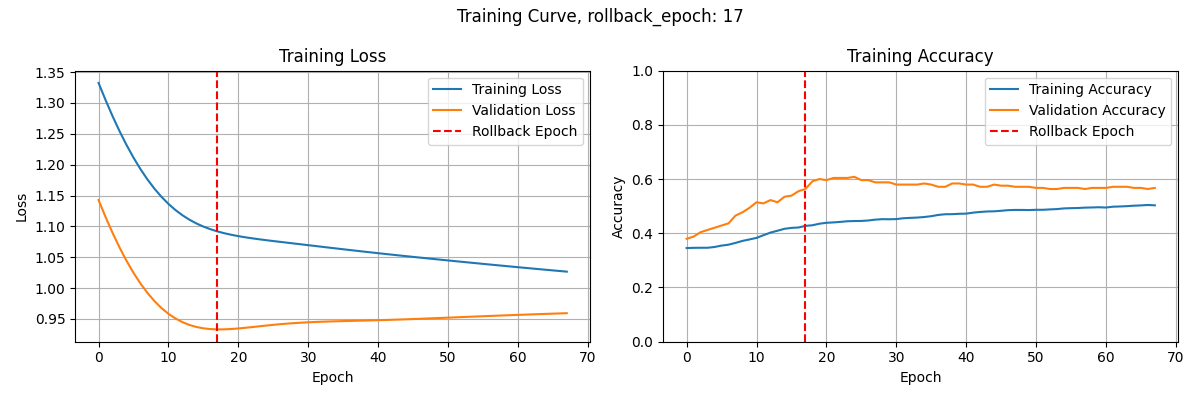 Training Curve, rollback_epoch: 17
Training Loss
1.35
1.30
1.25
1.20
1.15
1.10
1.05
1.00
0.95
Loss
0
10
20
30
40
50
60
70
Epoch
Training Loss
Validation Loss
Rollback Epoch
Training Accuracy
1.0
0.8
0.6
0.4
0.2
0.0
Accuracy
0
10
20
30
40
50
60
70
Epoch
Training Accuracy
Validation Accuracy
Rollback Epoch